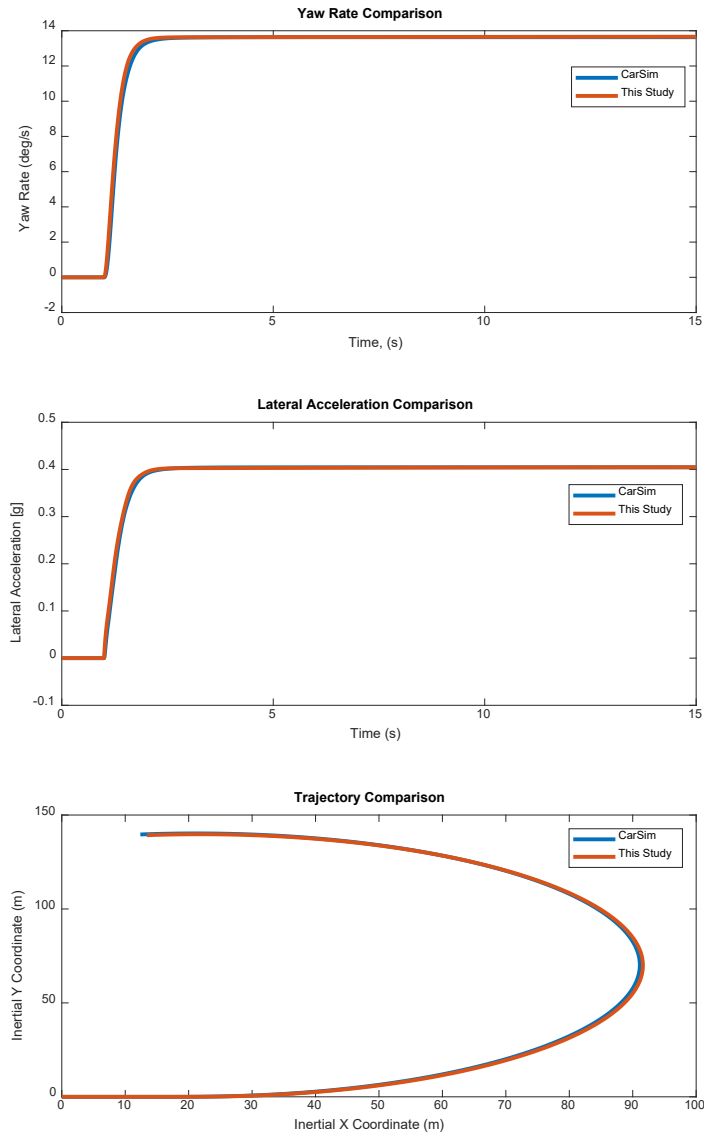 Yaw Rate Comparison
14
12
10
8
6
4
2
0
-2
Yaw Rate (deg/s)
CarSim
This Study
0 5 10 15
Time, (s)
Lateral Acceleration Comparison
0.5
0.4
0.3
0.2
0.1
0
-0.1
Lateral Acceleration [g]
CarSim
This Study
0 5 10 15
Time (s)
Trajectory Comparison
150
100
50
0
Inertial Y Coordinate (m)
CarSim
This Study
0 10 20 30 40 50 60 70 80 90 100
Inertial X Coordinate (m)